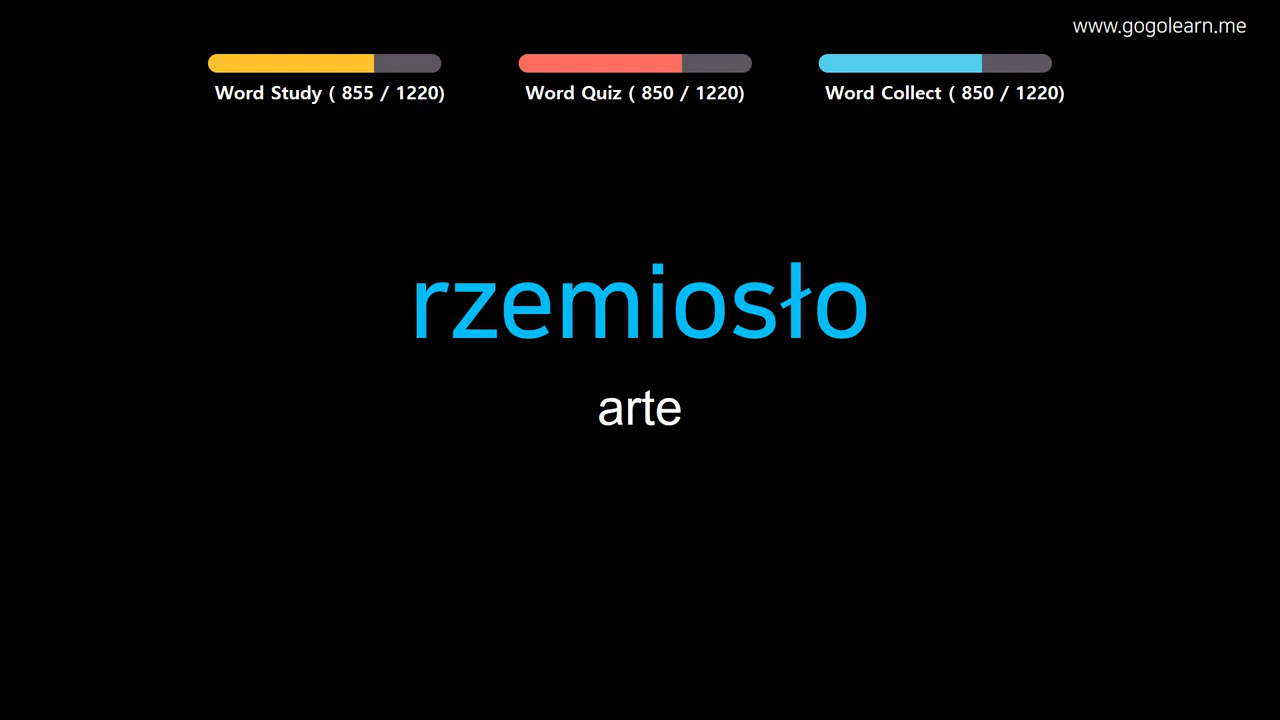 www.gogolearn.me
Word Study ( 855 / 1220)
Word Quiz ( 850 / 1220)
Word Collect ( 850 / 1220)
rzemiosło
arte